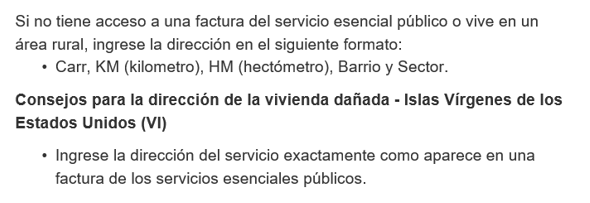 Si no tiene acceso a una factura del servicio esencial público o vive en un
área rural, ingrese la dirección en el siguiente formato:
• Carr, KM (kilometro), HM (hectómetro), Barrio y Sector.
Consejos para la dirección de la vivienda dañada - Islas Vírgenes de los
Estados Unidos (VI)
• Ingrese la dirección del servicio exactamente como aparece en una
factura de los servicios esenciales públicos.